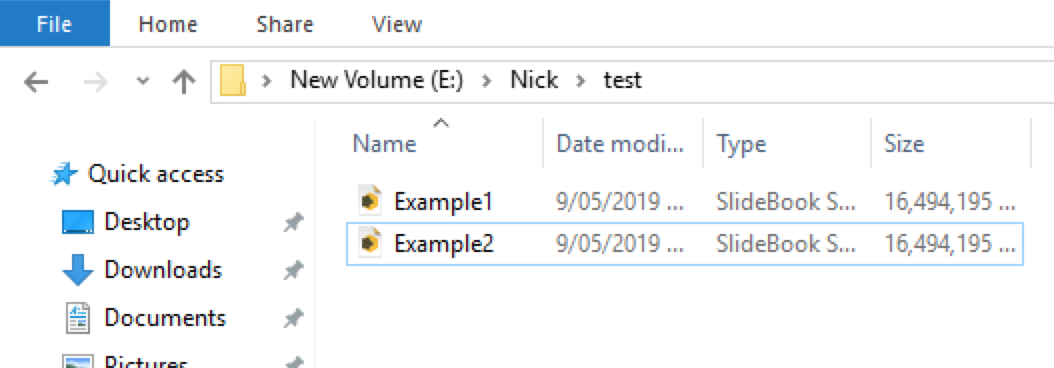 File Home Share View
New Volume (E:) Nick test
Name Date modi... Type Size
Quick access
Example1 9/05/2019 ... SlideBook S... 16,494,195 ...
Desktop
Example2 9/05/2019 ... SlideBook S... 16,494,195 ...
Downloads
Documents
Pictures